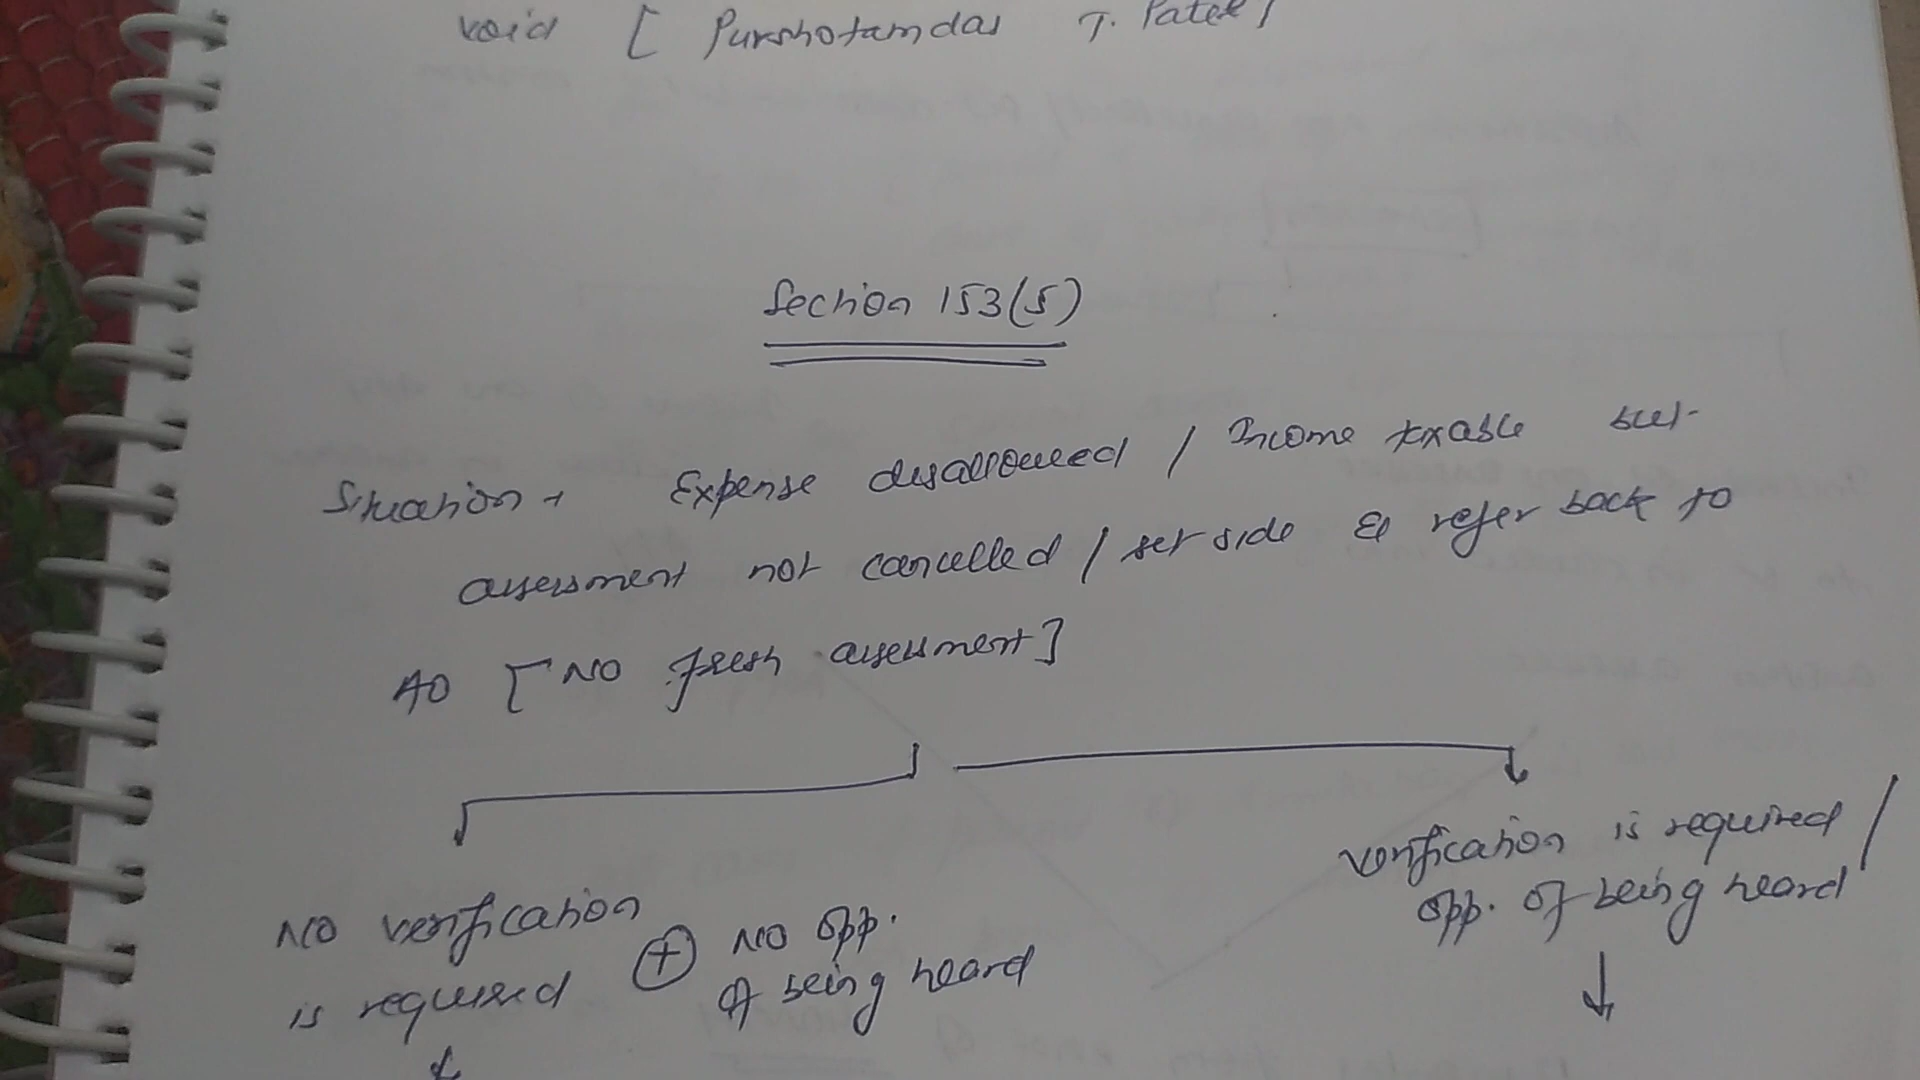 void [ Purshotamdas T. Patel ]
Section 153(5)
Situation → Expense disallowed / Income taxable but
assessment not cancelled / set side & refer back to
AO [ NO fresh assessment ]
NO verification
is required
+
NO opp.
of being heard
verification is required /
opp. of being heard